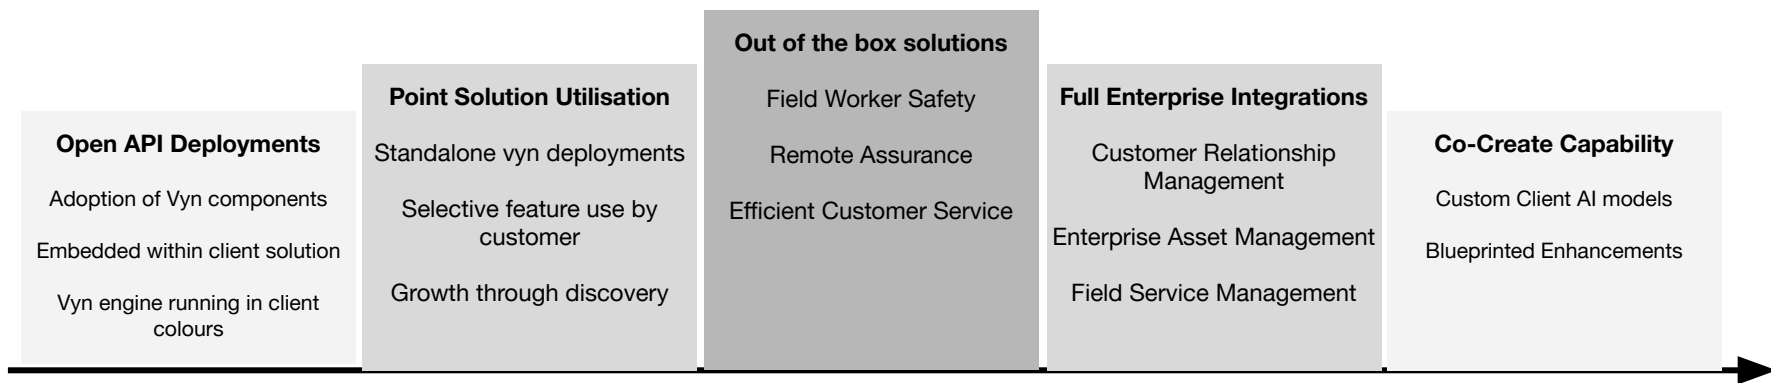 Open API Deployments
Adoption of Vyn components
Embedded within client solution
Vyn engine running in client
colours
Point Solution Utilisation
Standalone vyn deployments
Selective feature use by
customer
Growth through discovery
Out of the box solutions
Field Worker Safety
Remote Assurance
Efficient Customer Service
Full Enterprise Integrations
Customer Relationship
Management
Enterprise Asset Management
Field Service Management
Co-Create Capability
Custom Client AI models
Blueprinted Enhancements